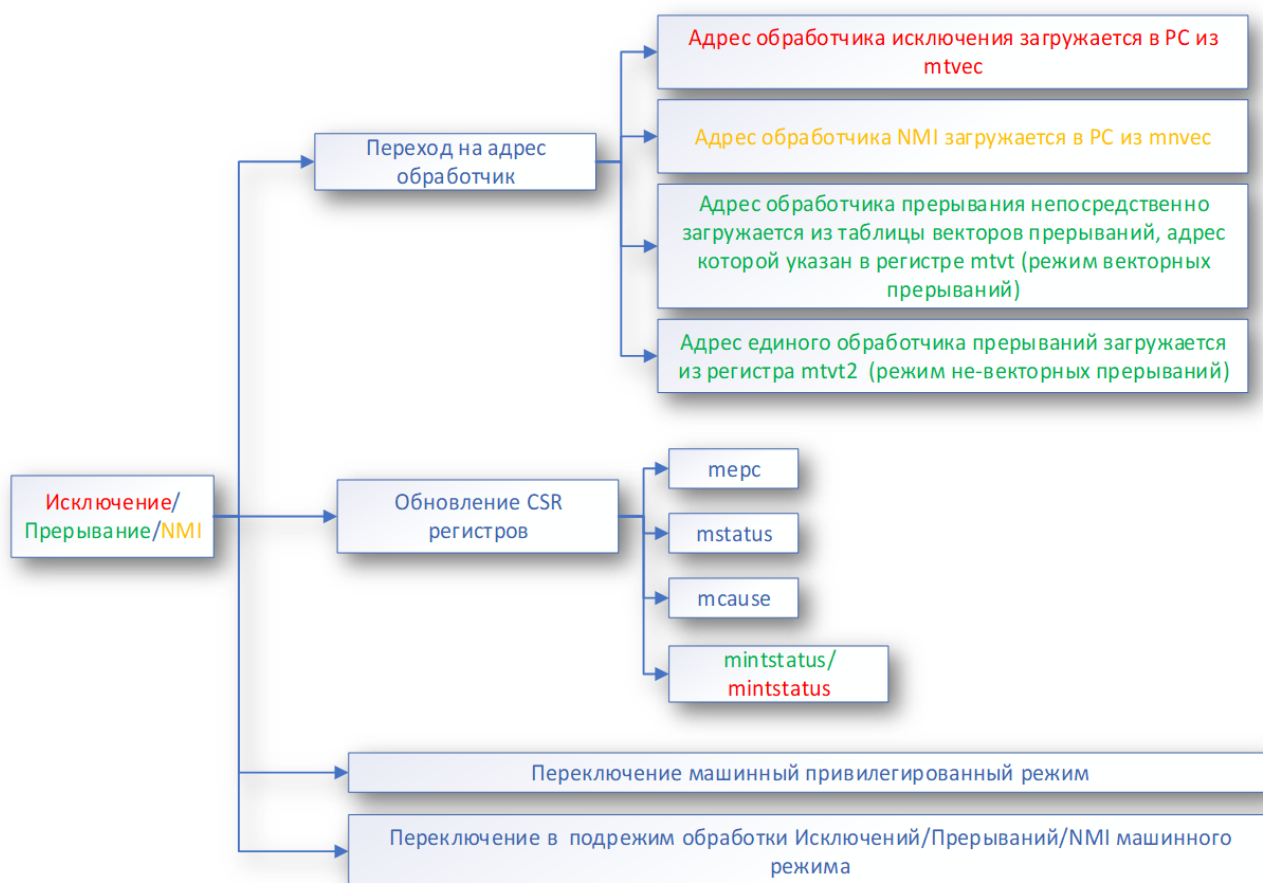 Адрес обработчика исключения загружается в PC из
mtvec
Переход на адрес
обработчик
Адрес обработчика NMI загружается в PC из mnvec
Адрес обработчика прерывания непосредственно
загружается из таблицы векторов прерываний, адрес
которой указан в регистре mtvt (режим векторных
прерываний)
Адрес единого обработчика прерываний загружается
из регистра mtvt2 (режим не-векторных прерываний)
Исключение/
Прерывание/NMI
Обновление CSR
регистров
mepc
mstatus
mcause
mintstatus/
mintstatus
Переключение машинный привилегированный режим
Переключение в подрежим обработки Исключений/Прерываний/NMI машинного
режима